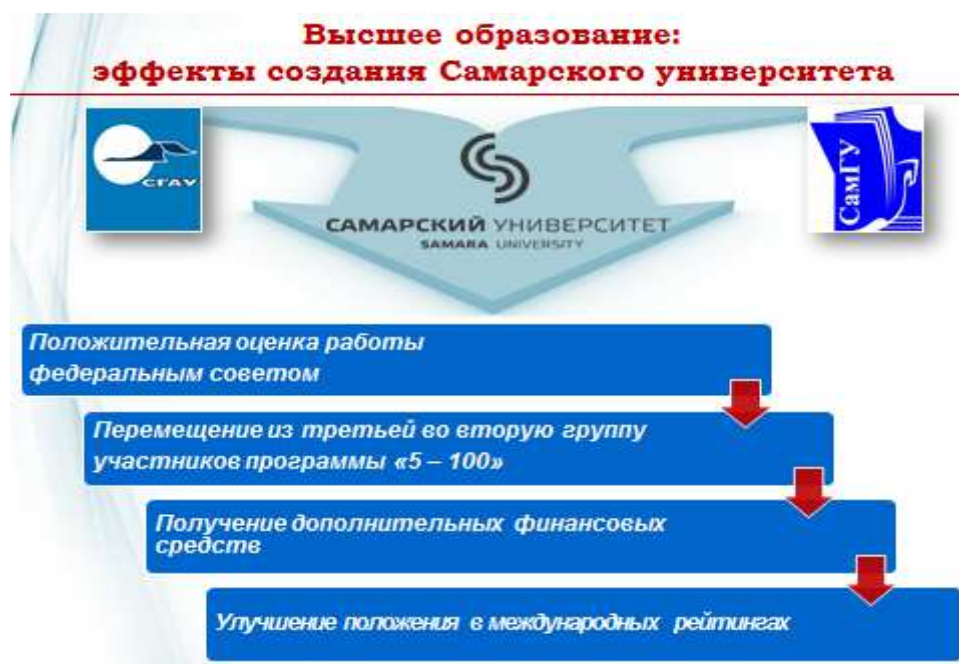 Высшее образование:
эффекты создания Самарского университета
СГАУ
СамГУ
САМАРСКИЙ УНИВЕРСИТЕТ
SAMARA UNIVERSITY
Положительная оценка работы
федеральным советом
Перемещение из третьей во вторую группу
участников программы «5 – 100»
Получение дополнительных финансовых
средств
Улучшение положения в международных рейтингах